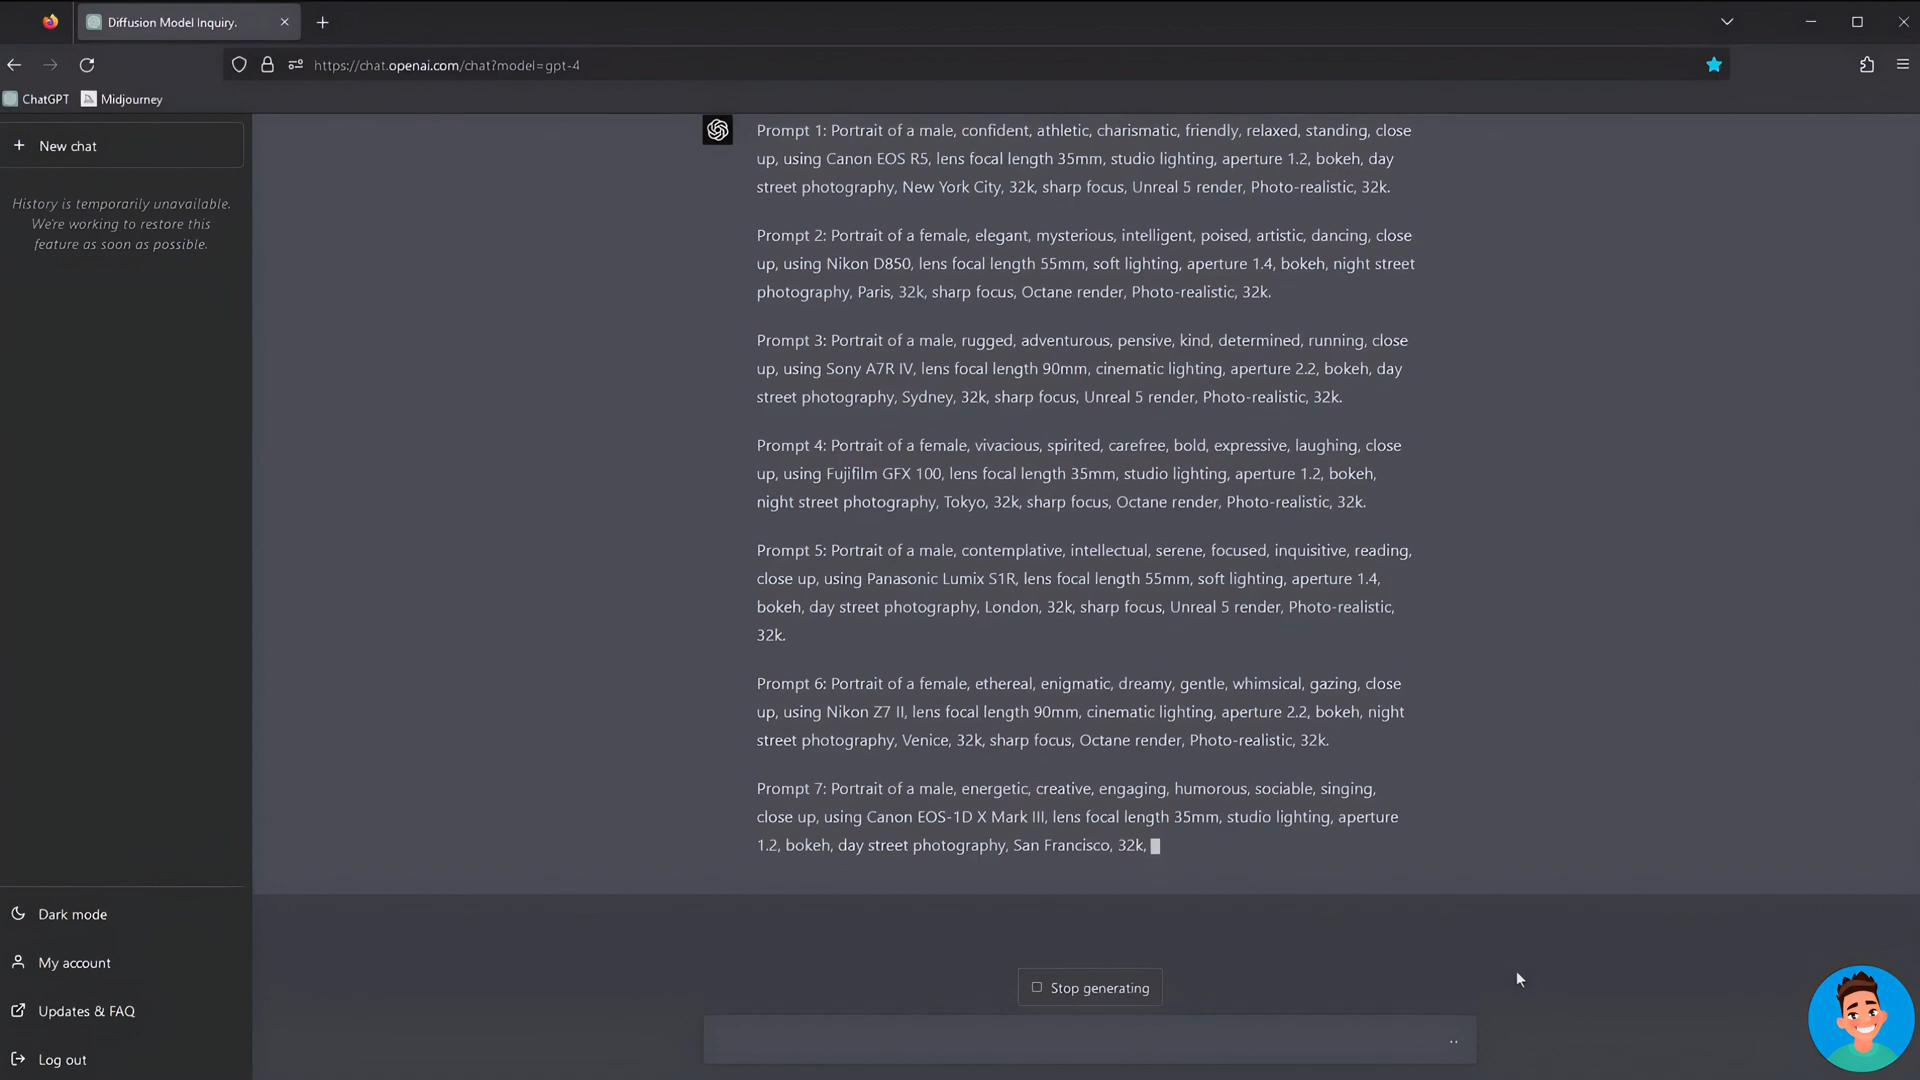 Diffusion Model Inquiry.
https://chat.openai.com/chat?model=gpt-4
ChatGPT
Midjourney
New chat
History is temporarily unavailable.
We're working to restore this
feature as soon as possible.
Prompt 1: Portrait of a male, confident, athletic, charismatic, friendly, relaxed, standing, close
up, using Canon EOS R5, lens focal length 35mm, studio lighting, aperture 1.2, bokeh, day
street photography, New York City, 32k, sharp focus, Unreal 5 render, Photo-realistic, 32k.
Prompt 2: Portrait of a female, elegant, mysterious, intelligent, poised, artistic, dancing, close
up, using Nikon D850, lens focal length 55mm, soft lighting, aperture 1.4, bokeh, night street
photography, Paris, 32k, sharp focus, Octane render, Photo-realistic, 32k.
Prompt 3: Portrait of a male, rugged, adventurous, pensive, kind, determined, running, close
up, using Sony A7R IV, lens focal length 90mm, cinematic lighting, aperture 2.2, bokeh, day
street photography, Sydney, 32k, sharp focus, Unreal 5 render, Photo-realistic, 32k.
Prompt 4: Portrait of a female, vivacious, spirited, carefree, bold, expressive, laughing, close
up, using Fujifilm GFX 100, lens focal length 35mm, studio lighting, aperture 1.2, bokeh,
night street photography, Tokyo, 32k, sharp focus, Octane render, Photo-realistic, 32k.
Prompt 5: Portrait of a male, contemplative, intellectual, serene, focused, inquisitive, reading,
close up, using Panasonic Lumix S1R, lens focal length 55mm, soft lighting, aperture 1.4,
bokeh, day street photography, London, 32k, sharp focus, Unreal 5 render, Photo-realistic,
32k.
Prompt 6: Portrait of a female, ethereal, enigmatic, dreamy, gentle, whimsical, gazing, close
up, using Nikon Z7 II, lens focal length 90mm, cinematic lighting, aperture 2.2, bokeh, night
street photography, Venice, 32k, sharp focus, Octane render, Photo-realistic, 32k.
Prompt 7: Portrait of a male, energetic, creative, engaging, humorous, sociable, singing,
close up, using Canon EOS-1D X Mark III, lens focal length 35mm, studio lighting, aperture
1.2, bokeh, day street photography, San Francisco, 32k,
Dark mode
My account
Updates & FAQ
Log out
Stop generating